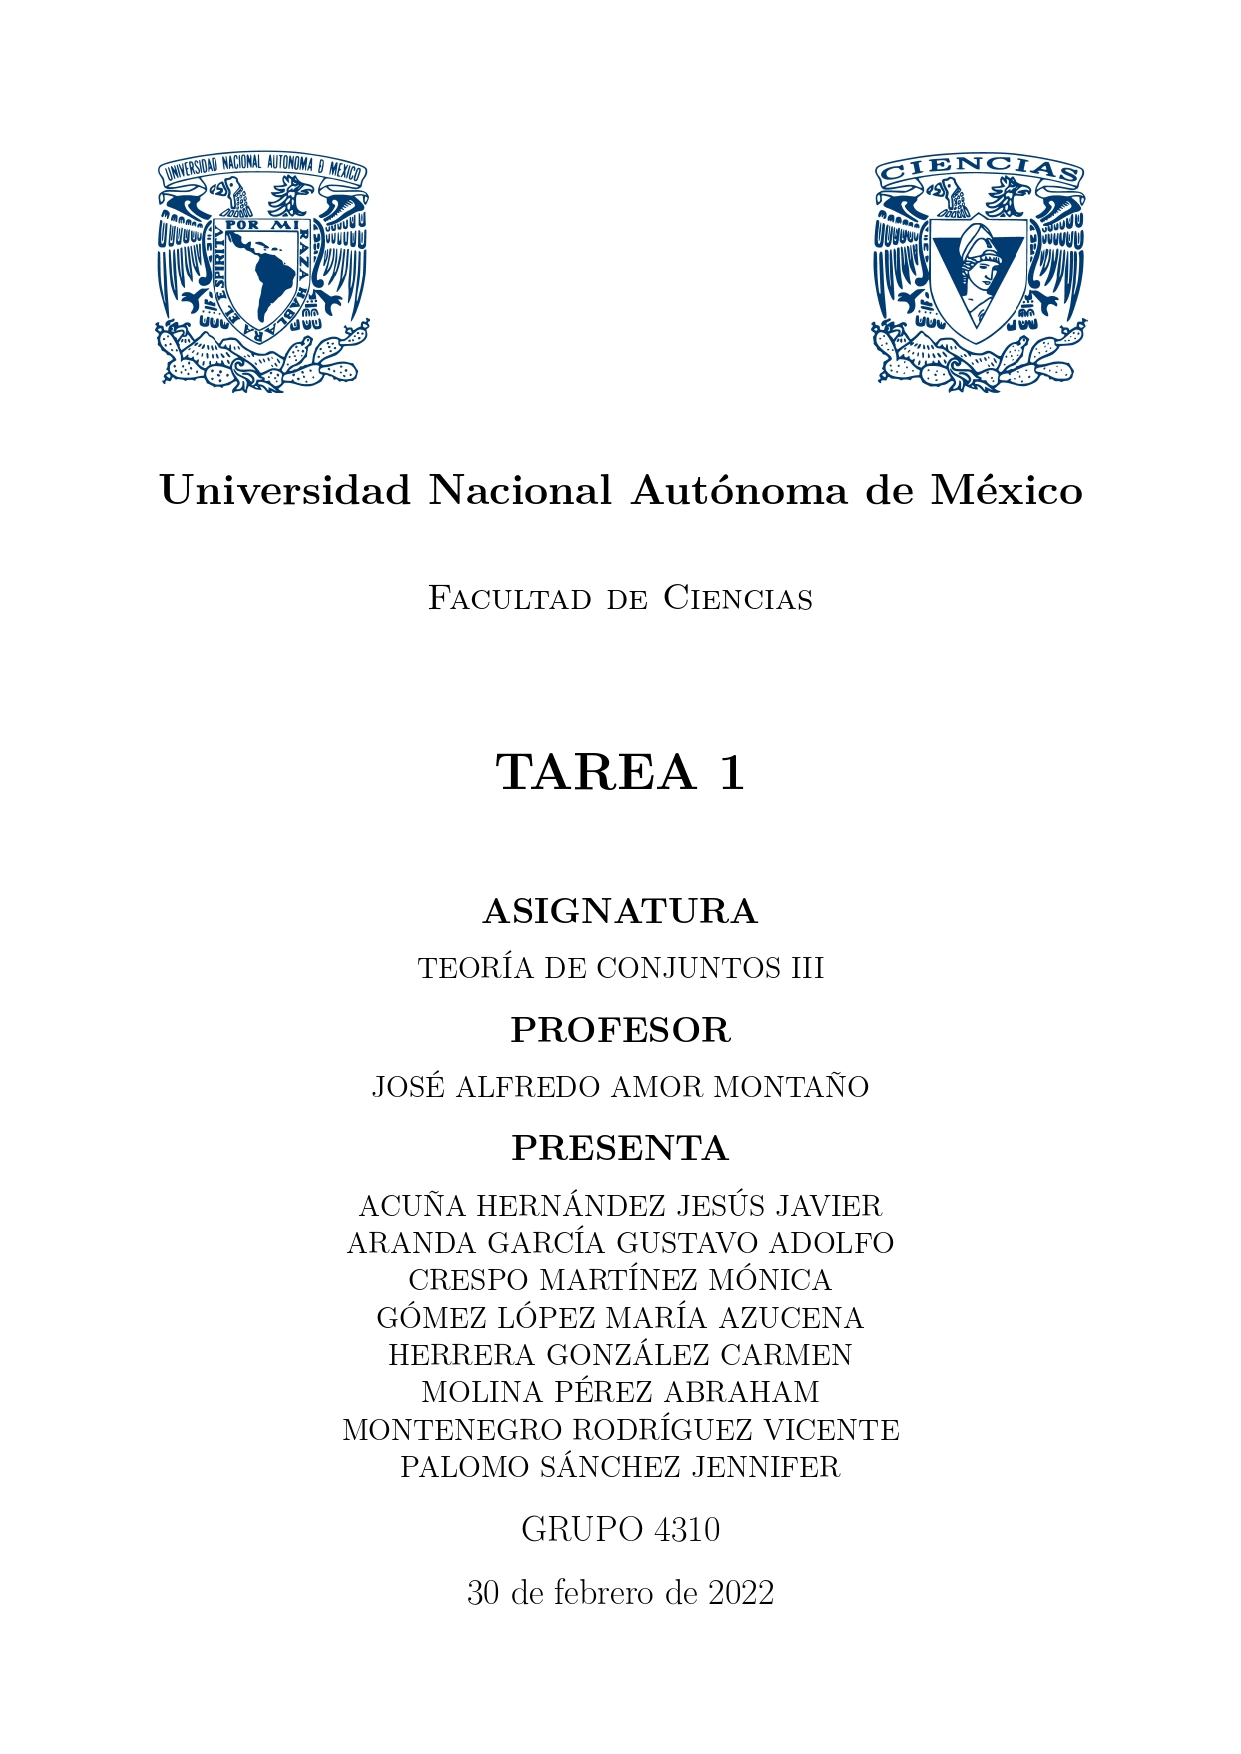 UNIVERSIDAD NACIONAL AUTONOMA D MEXICO
POR MI RAZA HABLARA EL ESPIRITV
CIENCIAS
Universidad Nacional Autónoma de México
Facultad de Ciencias
TAREA 1
ASIGNATURA
TEORÍA DE CONJUNTOS III
PROFESOR
JOSÉ ALFREDO AMOR MONTAÑO
PRESENTA
ACUÑA HERNÁNDEZ JESÚS JAVIER
ARANDA GARCÍA GUSTAVO ADOLFO
CRESPO MARTÍNEZ MÓNICA
GÓMEZ LÓPEZ MARÍA AZUCENA
HERRERA GONZÁLEZ CARMEN
MOLINA PÉREZ ABRAHAM
MONTENEGRO RODRÍGUEZ VICENTE
PALOMO SÁNCHEZ JENNIFER
GRUPO 4310
30 de febrero de 2022